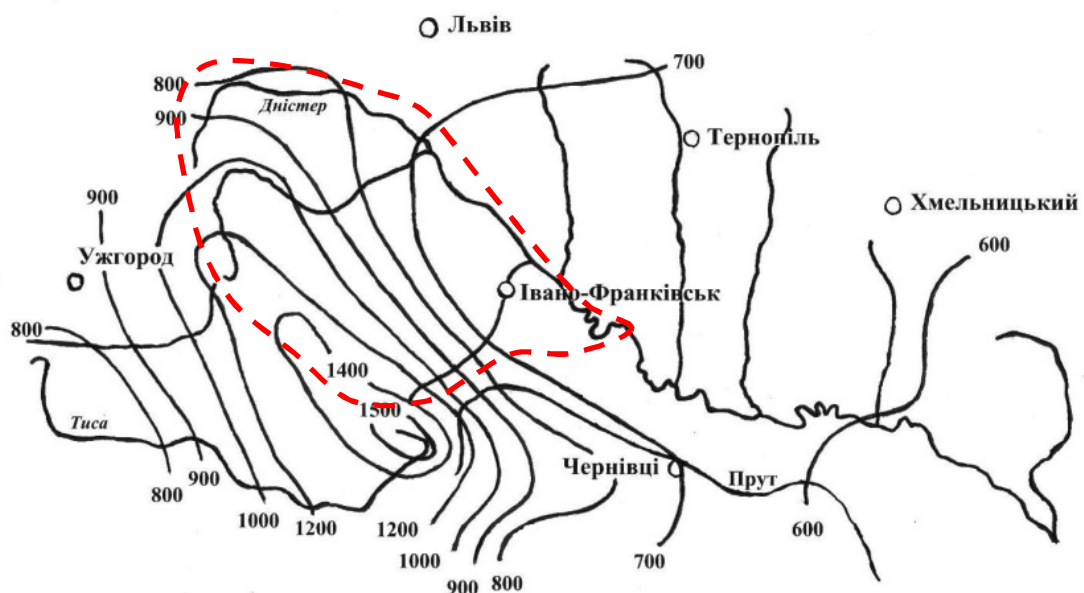 Львів
800
700
Дністер
900
Тернопіль
900
Хмельницький
600
Ужгород
Івано-Франківськ
800
1400
1500
Тиса
Чернівці
Прут
900
800
1000
1200
1200
600
1000
700
900
800